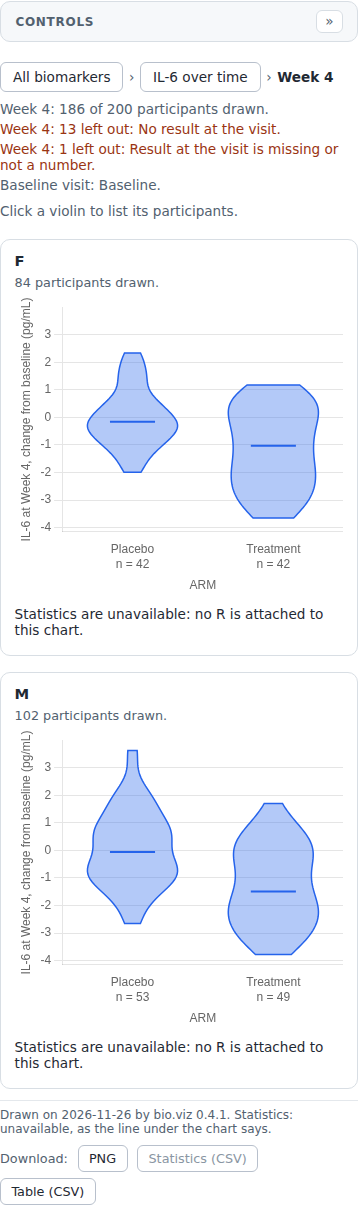 CONTROLS
»
All biomarkers › IL-6 over time › Week 4
Week 4: 186 of 200 participants drawn.
Week 4: 13 left out: No result at the visit.
Week 4: 1 left out: Result at the visit is missing or
not a number.
Baseline visit: Baseline.
Click a violin to list its participants.
F
84 participants drawn.
IL-6 at Week 4, change from baseline (pg/mL)
3
2
1
0
-1
-2
-3
-4
Placebo
n = 42
Treatment
n = 42
ARM
Statistics are unavailable: no R is attached to
this chart.
M
102 participants drawn.
IL-6 at Week 4, change from baseline (pg/mL)
3
2
1
0
-1
-2
-3
-4
Placebo
n = 53
Treatment
n = 49
ARM
Statistics are unavailable: no R is attached to
this chart.
Drawn on 2026-11-26 by bio.viz 0.4.1. Statistics:
unavailable, as the line under the chart says.
Download: PNG Statistics (CSV)
Table (CSV)